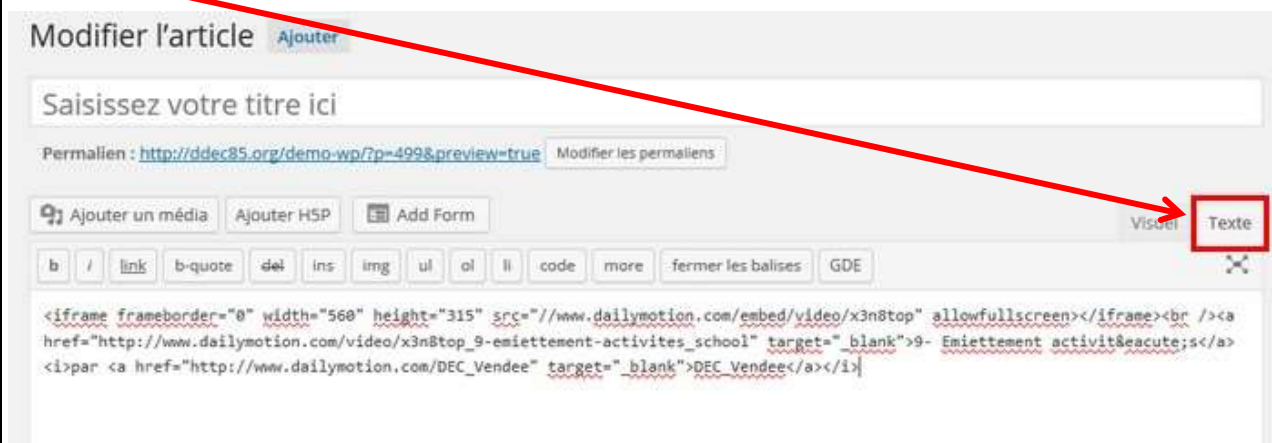 Modifier l'article Ajouter
Saisissez votre titre ici
Permalien : http://ddec85.org/demo-wp/?p=499&preview=true Modifier les permaliens
Ajouter un média Ajouter H5P Add Form Visuel Texte
b i link b-quote del ins img ul ol li code more fermer les balises GDE
<iframe frameborder="0" width="560" height="315" src="//www.dailymotion.com/embed/video/x3n8top" allowfullscreen></iframe><br /><a
href="http://www.dailymotion.com/video/x3n8top_9-emiettement-activites_school" target="_blank">9- Emiettement activit&eacute;s</a>
<i>par <a href="http://www.dailymotion.com/DEC_Vendee" target="_blank">DEC_Vendee</a></i>